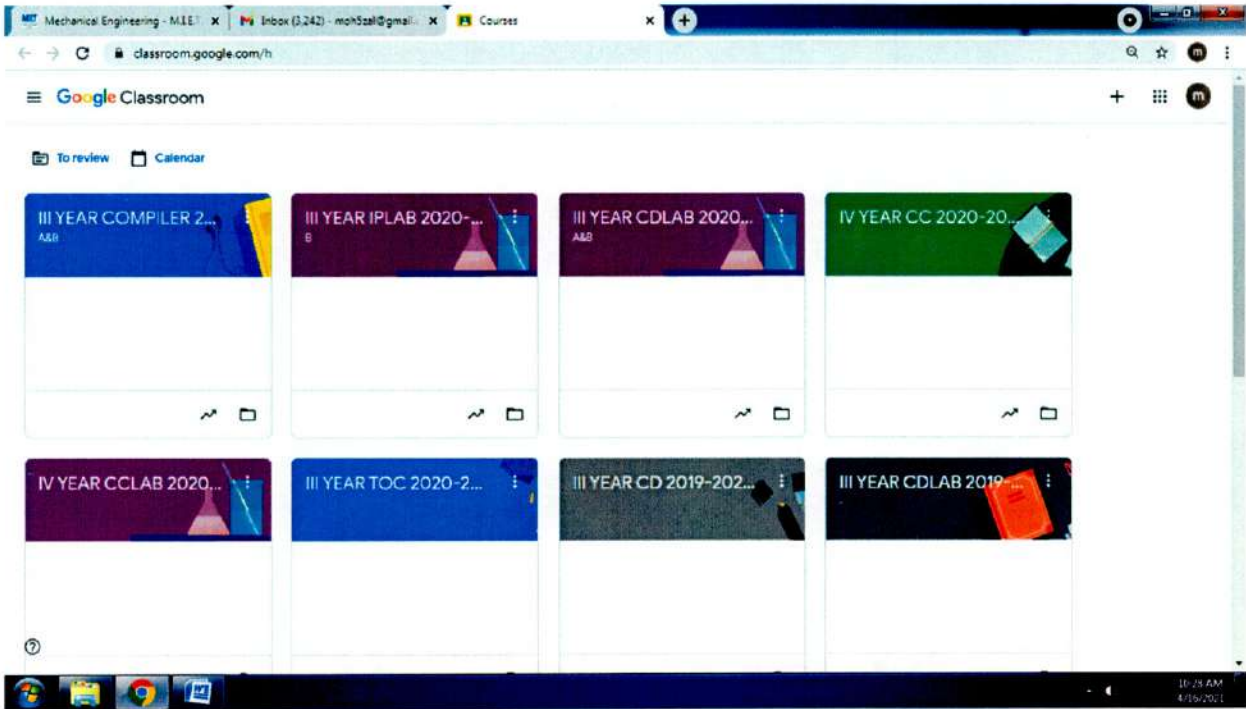 Mechanical Engineering - M.I.E.T.
Inbox (3,242) - moh5zal@gmail.
Courses
classroom.google.com/h
m
Google Classroom
m
To review
Calendar
III YEAR COMPILER 2...
A&B
III YEAR IPLAB 2020-...
B
III YEAR CDLAB 2020...
A&B
IV YEAR CC 2020-20...
IV YEAR CCLAB 2020...
III YEAR TOC 2020-2...
III YEAR CD 2019-202...
III YEAR CDLAB 2019-...
10:28 AM
4/16/2021